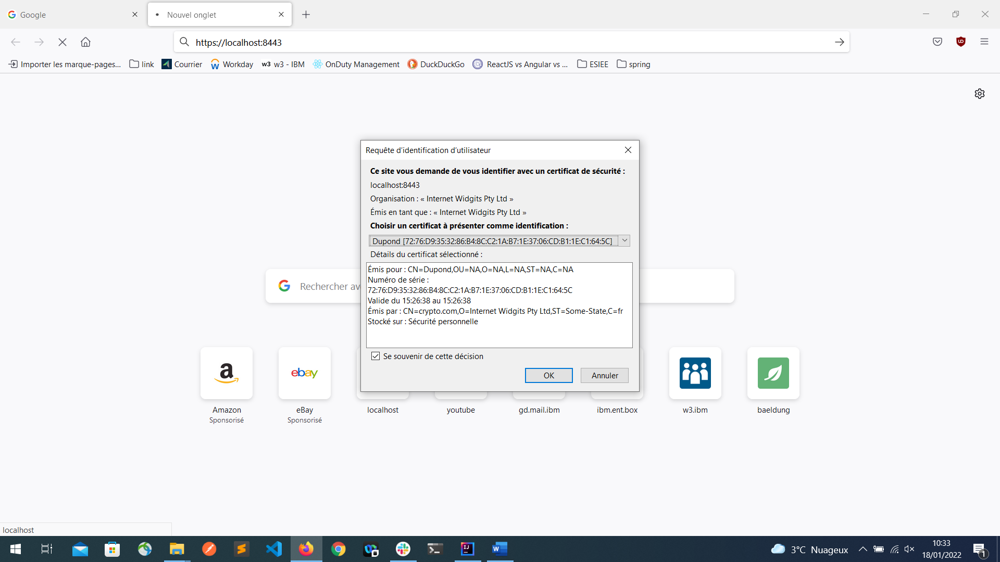 Google
Nouvel onglet
https://localhost:8443
Importer les marque-pages...
link
Courrier
Workday
w3 w3 - IBM
OnDuty Management
DuckDuckGo
ReactJS vs Angular vs ...
ESIEE
spring
Requête d'identification d'utilisateur
Ce site vous demande de vous identifier avec un certificat de sécurité :
localhost:8443
Organisation : « Internet Widgits Pty Ltd »
Émis en tant que : « Internet Widgits Pty Ltd »
Choisir un certificat à présenter comme identification :
Dupond [72:76:D9:35:32:86:B4:8C:C2:1A:B7:1E:37:06:CD:B1:1E:C1:64:5C]
Détails du certificat sélectionné :
Émis pour : CN=Dupond,OU=NA,O=NA,L=NA,ST=NA,C=NA
Numéro de série :
72:76:D9:35:32:86:B4:8C:C2:1A:B7:1E:37:06:CD:B1:1E:C1:64:5C
Valide du 15:26:38 au 15:26:38
Émis par : CN=crypto.com,O=Internet Widgits Pty Ltd,ST=Some-State,C=fr
Stocké sur : Sécurité personnelle
Se souvenir de cette décision
OK
Annuler
Rechercher av
a
ebay
Amazon
Sponsorisé
eBay
Sponsorisé
localhost
youtube
gd.mail.ibm
ibm.ent.box
w3.ibm
baeldung
localhost
IJ
W
3°C Nuageux
10:33
18/01/2022
1